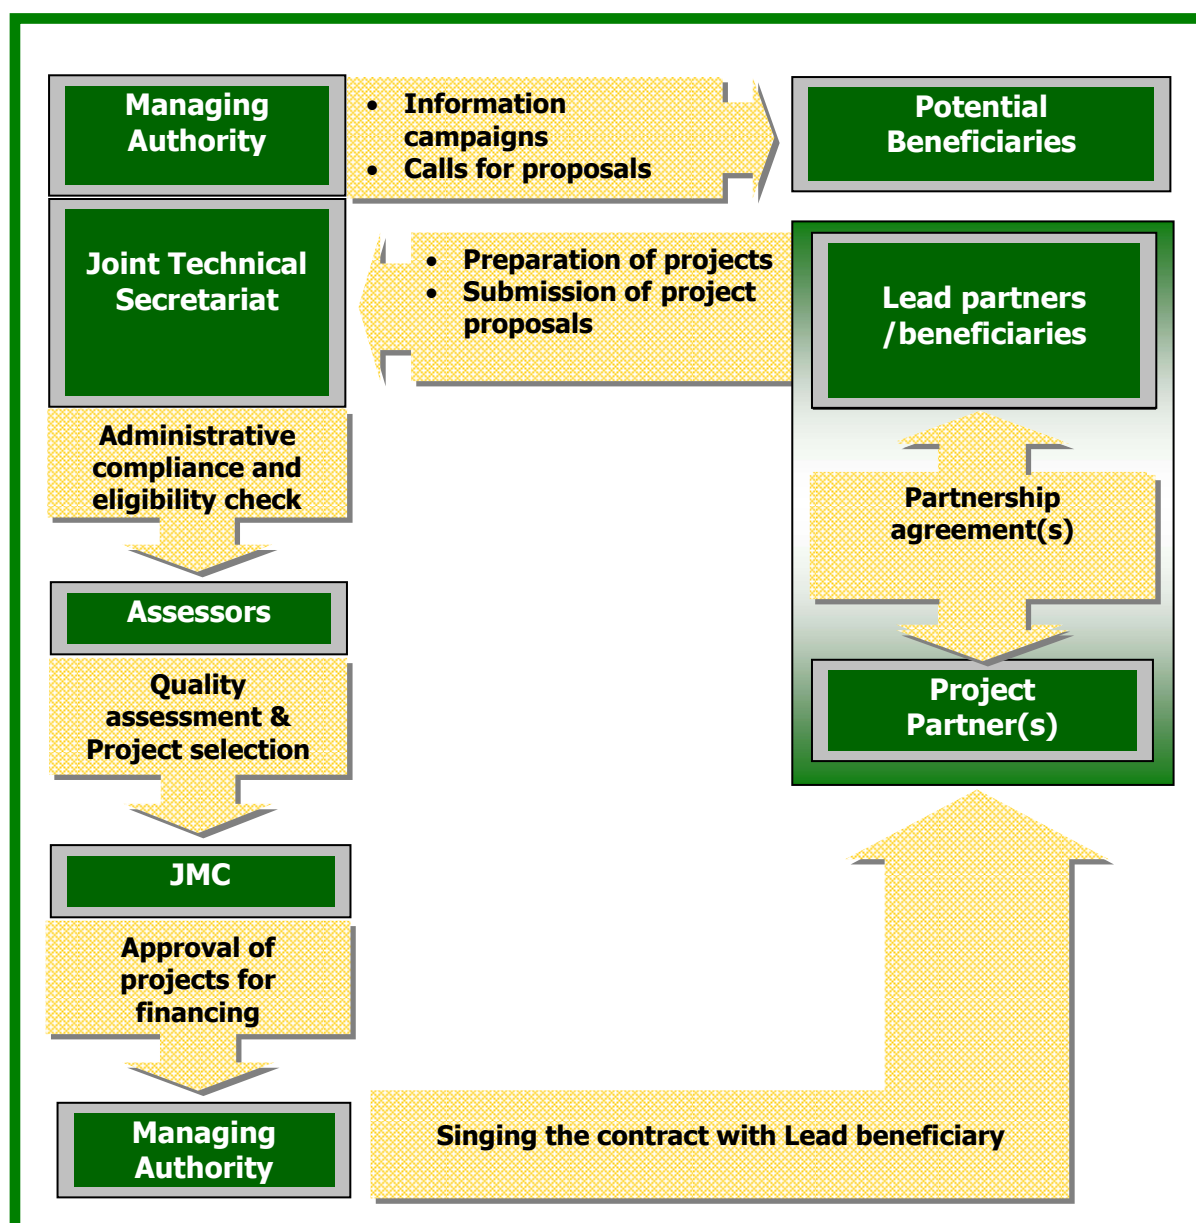 Managing
Authority
• Information
campaigns
• Calls for proposals
Potential
Beneficiaries
Joint Technical
Secretariat
• Preparation of projects
• Submission of project
proposals
Lead partners
/beneficiaries
Administrative
compliance and
eligibility check
Partnership
agreement(s)
Assessors
Quality
assessment &
Project selection
Project
Partner(s)
JMC
Approval of
projects for
financing
Managing
Authority
Singing the contract with Lead beneficiary